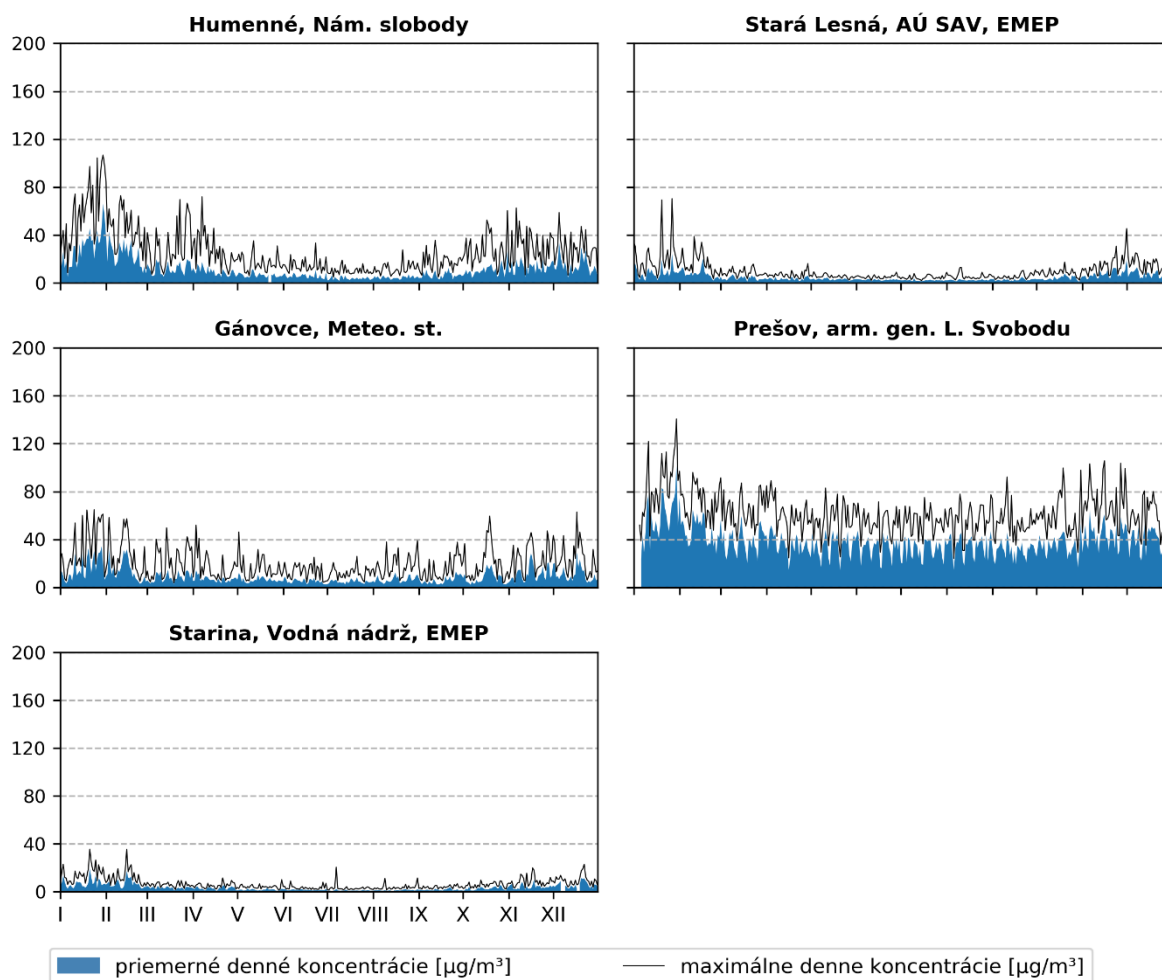 Humenné, Nám. slobody
Stará Lesná, AÚ SAV, EMEP
200
160
120
80
40
0
Gánovce, Meteo. st.
Prešov, arm. gen. L. Svobodu
200
160
120
80
40
0
Starina, Vodná nádrž, EMEP
200
160
120
80
40
0
I II III IV V VI VII VIII IX X XI XII
priemerné denné koncentrácie [µg/m³]
maximálne denne koncentrácie [µg/m³]